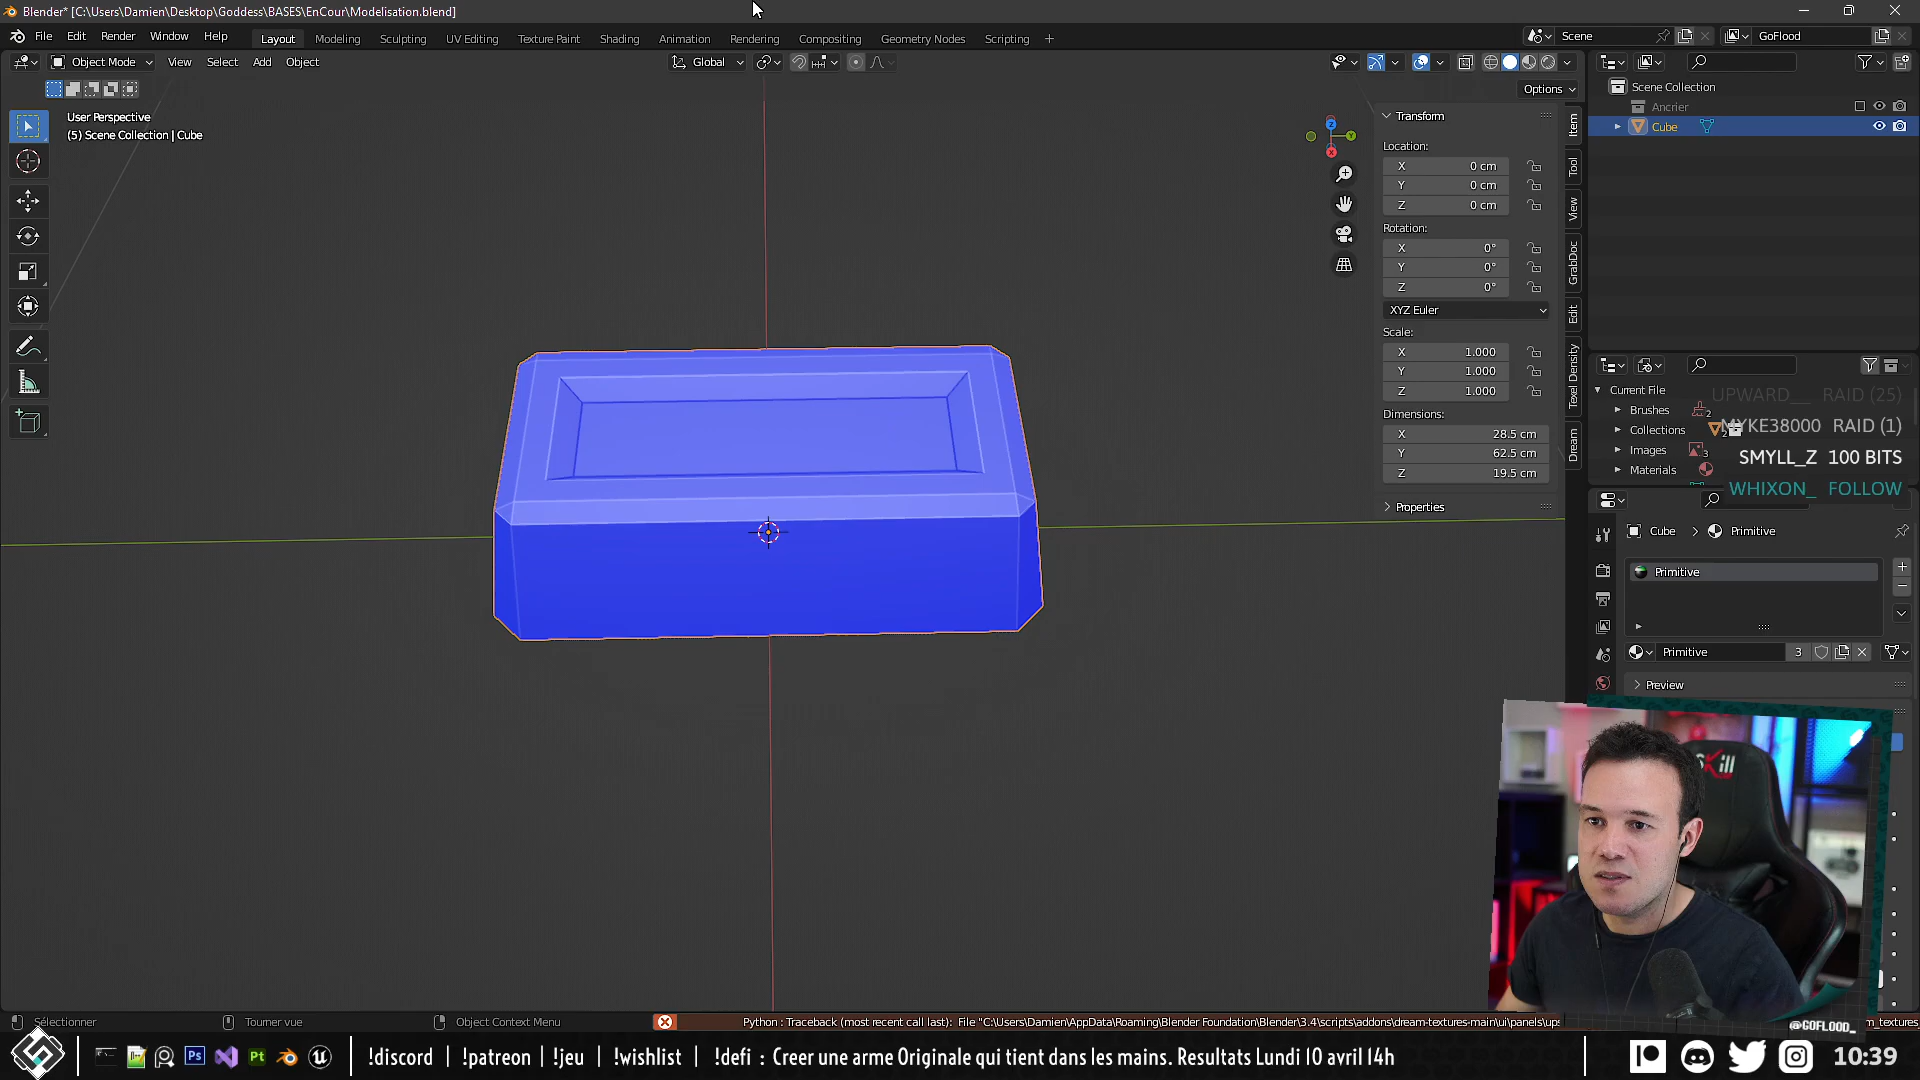 Blender* [C:\Users\Damien\Desktop\Goddess\BASES\EnCour\Modelisation.blend]
File Edit Render Window Help Layout Modeling Sculpting UV Editing Texture Paint Shading Animation Rendering Compositing Geometry Nodes Scripting + Scene GoFlood
Object Mode View Select Add Object Global
Options
User Perspective
(5) Scene Collection | Cube
Transform
Location:
X 0 cm
Y 0 cm
Z 0 cm
Rotation:
X 0°
Y 0°
Z 0°
XYZ Euler
Scale:
X 1.000
Y 1.000
Z 1.000
Dimensions:
X 28.5 cm
Y 62.5 cm
Z 19.5 cm
Properties
Item
Tool
View
GrabDoc
Edit
Texel Density
Dream
Z
Y
X
Scene Collection
Ancrier
Cube
Current File
Brushes 2
Collections 2
Images 3
Materials
UPWARD__ RAID (25)
MYKE38000 RAID (1)
SMYLL_Z 100 BITS
WHIXON_ FOLLOW
Cube > Primitive
Primitive
Primitive 3
Preview
Skill
@GOFLOOD_
Sélectionner Tourner vue Object Context Menu
Python : Traceback (most recent call last): File "C:\Users\Damien\AppData\Roaming\Blender Foundation\Blender\3.4\scripts\addons\dream-textures-main\ui\panels\ups
m_textures
Ps Pt
!discord | !patreon | !jeu | !wishlist | !defi : Creer une arme Originale qui tient dans les mains. Resultats Lundi 10 avril 14h
10:39